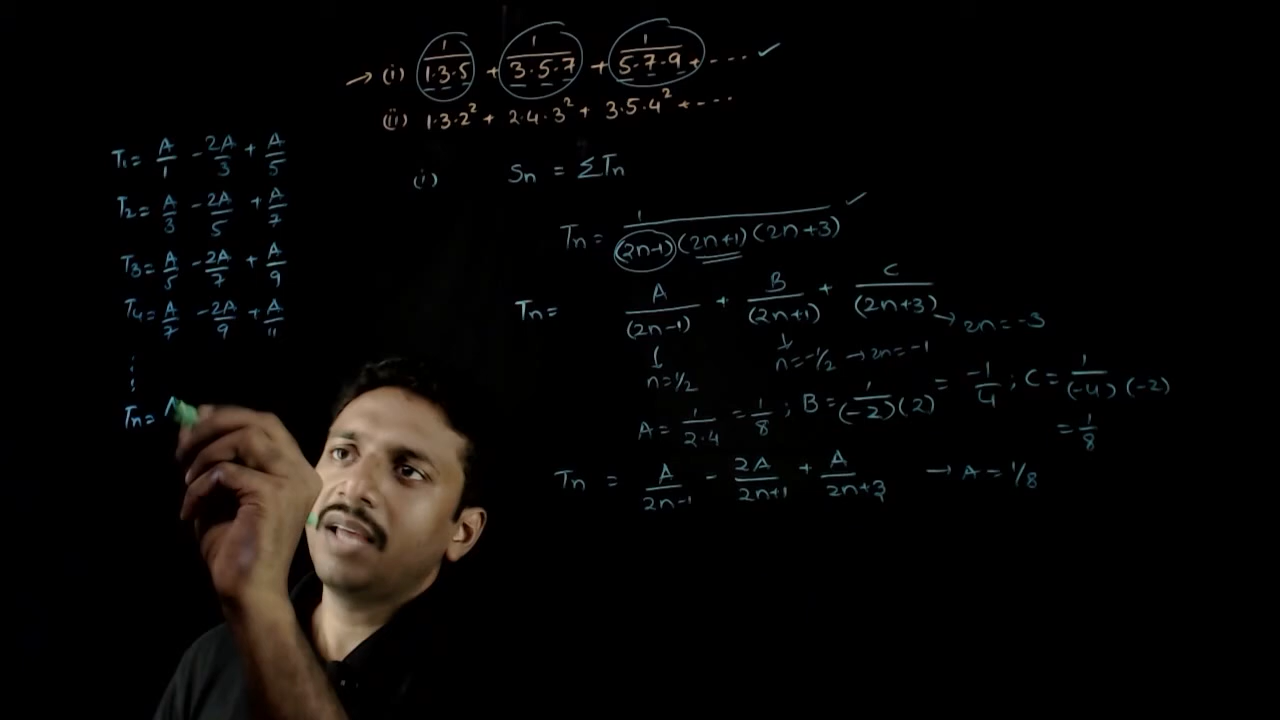 → (i) 1/(1·3·5) + 1/(3·5·7) + 1/(5·7·9) + ---- ✓
(ii) 1·3·2² + 2·4·3² + 3·5·4² + ---
(i) Sn = ΣTn
Tn = 1/((2n-1)(2n+1)(2n+3)) ✓
Tn = A/(2n-1) + B/(2n+1) + C/(2n+3) → 2n = -3
↓ n = 1/2
↓ n = -1/2 → 2n = -1
A = 1/(2·4) = 1/8 ; B = 1/((-2)(2)) = -1/4 ; C = 1/((-4)(-2))
= 1/8
Tn = A/(2n-1) - 2A/(2n+1) + A/(2n+3) → A = 1/8
T1 = A/1 - 2A/3 + A/5
T2 = A/3 - 2A/5 + A/7
T3 = A/5 - 2A/7 + A/9
T4 = A/7 - 2A/9 + A/11
⋮
Tn = A